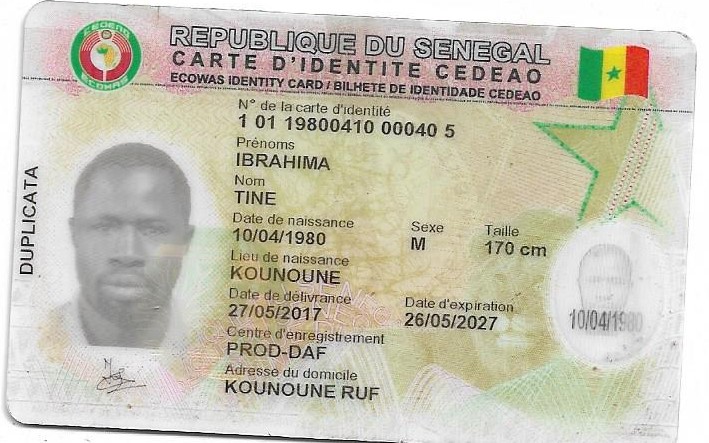 CEDEAO
ECOWAS
REPUBLIQUE DU SENEGAL
CARTE D'IDENTITE CEDEAO
ECOWAS IDENTITY CARD / BILHETE DE IDENTIDADE CEDEAO
N° de la carte d'identité
1 01 19800410 00040 5
Prénoms
IBRAHIMA
Nom
TINE
Date de naissance
10/04/1980
Sexe
M
Taille
170 cm
Lieu de naissance
KOUNOUNE
Date de délivrance
27/05/2017
Date d'expiration
26/05/2027
Centre d'enregistrement
PROD-DAF
Adresse du domicile
KOUNOUNE RUF
DUPLICATA
10/04/1980